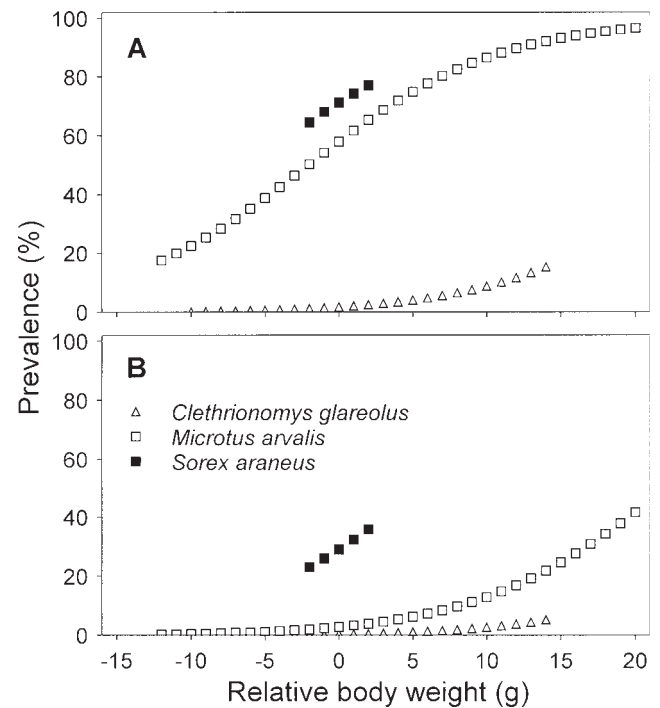 A
100
80
60
40
20
0
Prevalence (%)
B
100
80
60
40
20
0
Clethrionomys glareolus
Microtus arvalis
Sorex araneus
-15 -10 -5 0 5 10 15 20
Relative body weight (g)